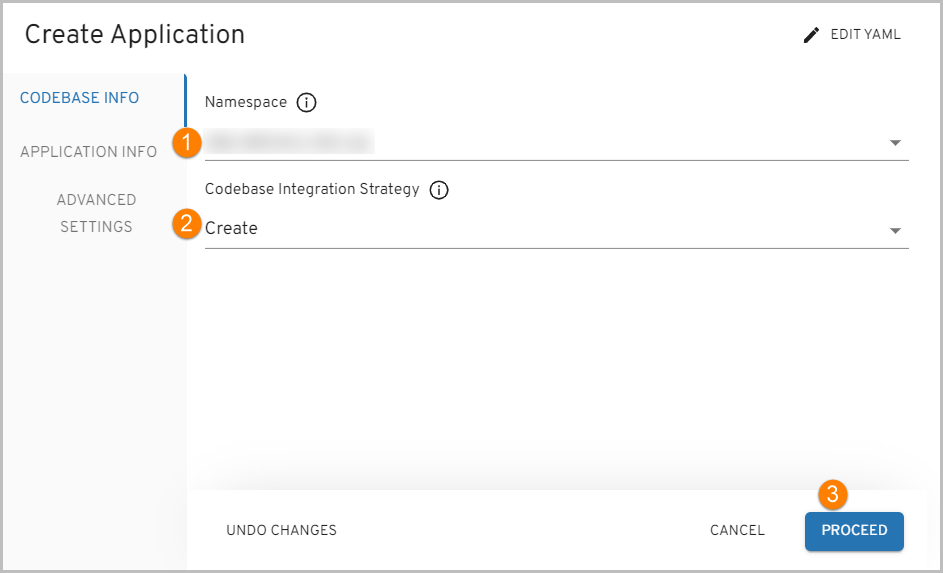 Create Application
EDIT YAML
CODEBASE INFO
APPLICATION INFO
ADVANCED
SETTINGS
Namespace
1
Codebase Integration Strategy
2
Create
3
UNDO CHANGES
CANCEL
PROCEED